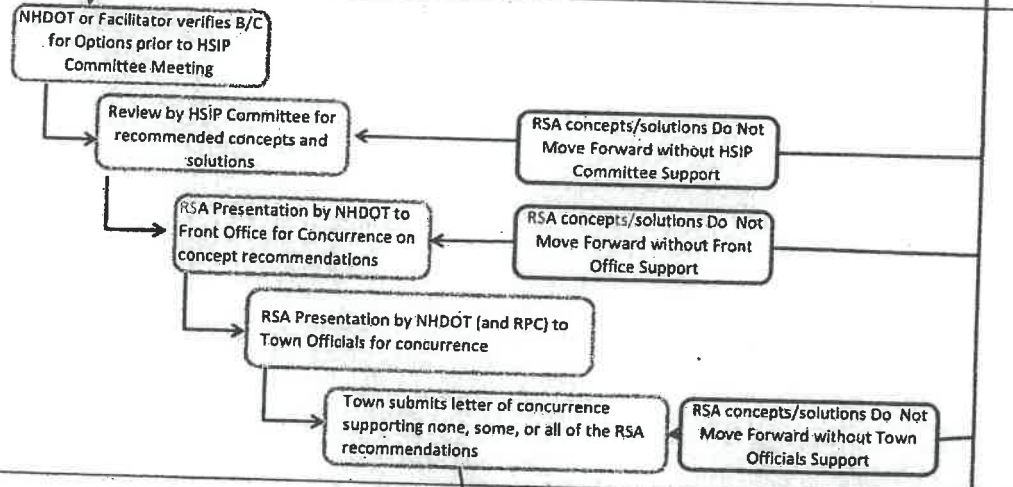 NHDOT or Facilitator verifies B/C
for Options prior to HSIP
Committee Meeting
Review by HSIP Committee for
recommended concepts and
solutions
RSA concepts/solutions Do Not
Move Forward without HSIP
Committee Support
RSA Presentation by NHDOT to
Front Office for Concurrence on
concept recommendations
RSA concepts/solutions Do Not
Move Forward without Front
Office Support
RSA Presentation by NHDOT (and RPC) to
Town Officials for concurrence
Town submits letter of concurrence
supporting none, some, or all of the RSA
recommendations
RSA concepts/solutions Do Not
Move Forward without Town
Officials Support